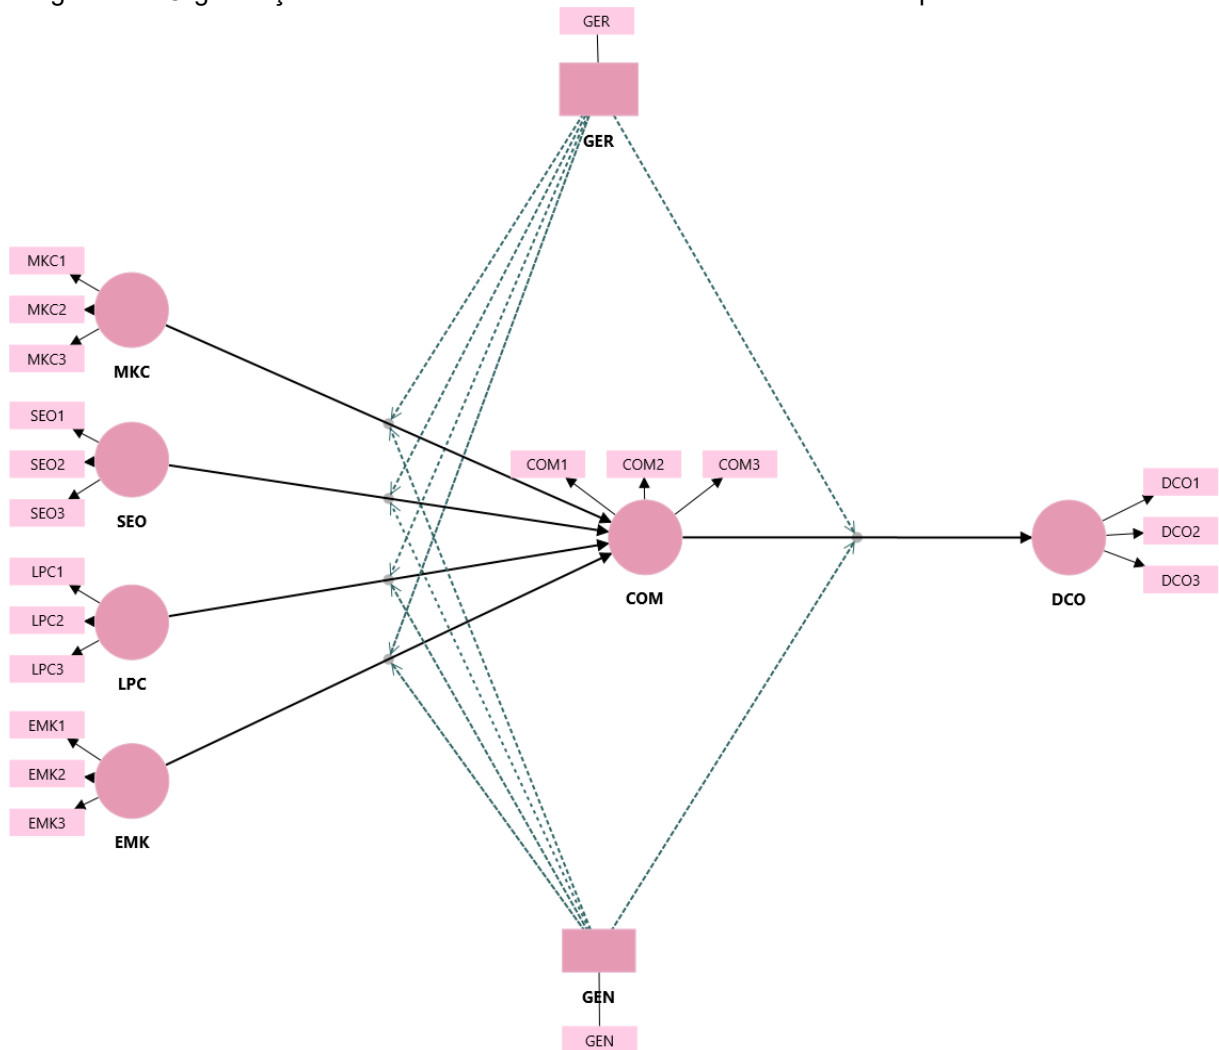 GER
GER
MKC1
MKC2
MKC3
MKC
SEO1
SEO2
SEO3
SEO
LPC1
LPC2
LPC3
LPC
EMK1
EMK2
EMK3
EMK
COM1
COM2
COM3
COM
DCO1
DCO2
DCO3
DCO
GEN
GEN